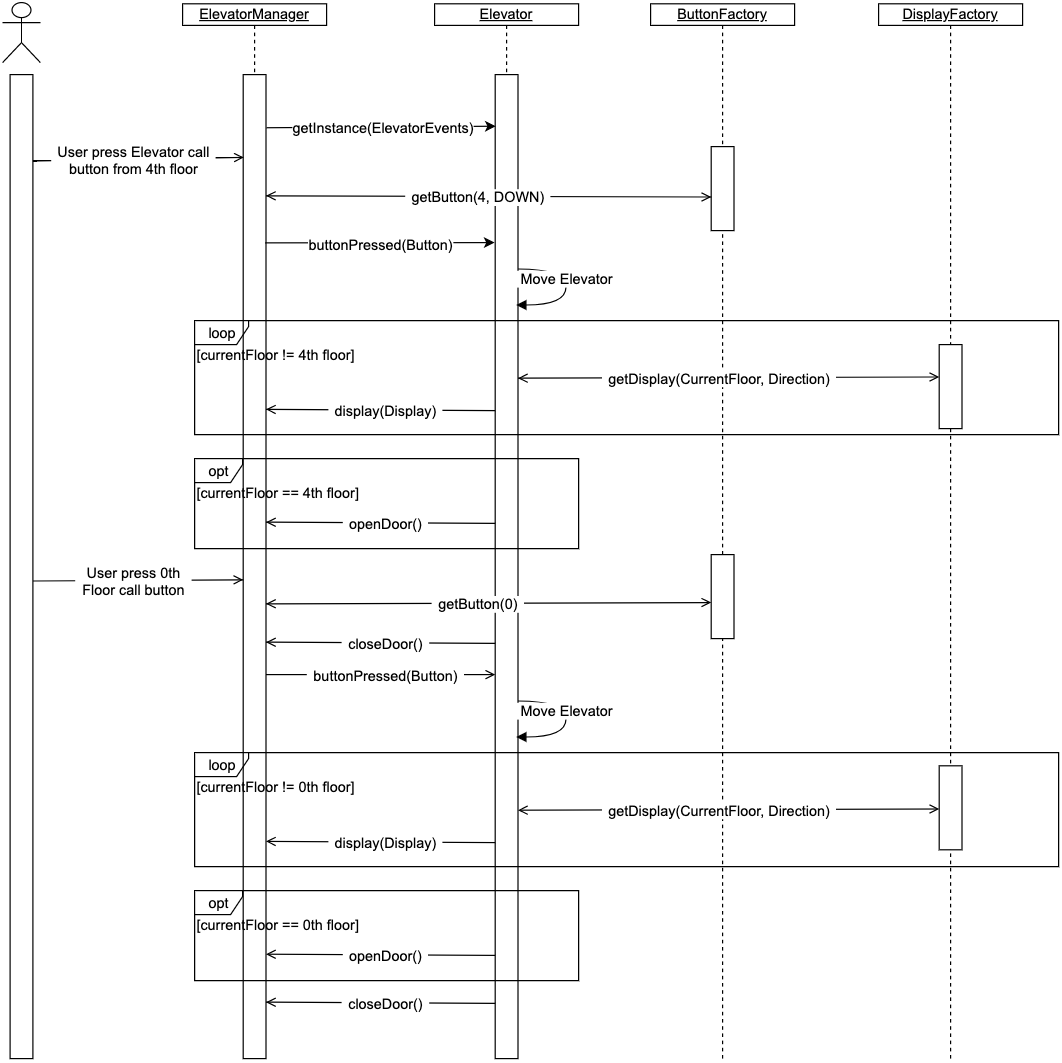 ElevatorManager
Elevator
ButtonFactory
DisplayFactory
getInstance(ElevatorEvents)
User press Elevator call
button from 4th floor
getButton(4, DOWN)
buttonPressed(Button)
Move Elevator
loop
[currentFloor != 4th floor]
getDisplay(CurrentFloor, Direction)
display(Display)
opt
[currentFloor == 4th floor]
openDoor()
User press 0th
Floor call button
getButton(0)
closeDoor()
buttonPressed(Button)
Move Elevator
loop
[currentFloor != 0th floor]
getDisplay(CurrentFloor, Direction)
display(Display)
opt
[currentFloor == 0th floor]
openDoor()
closeDoor()